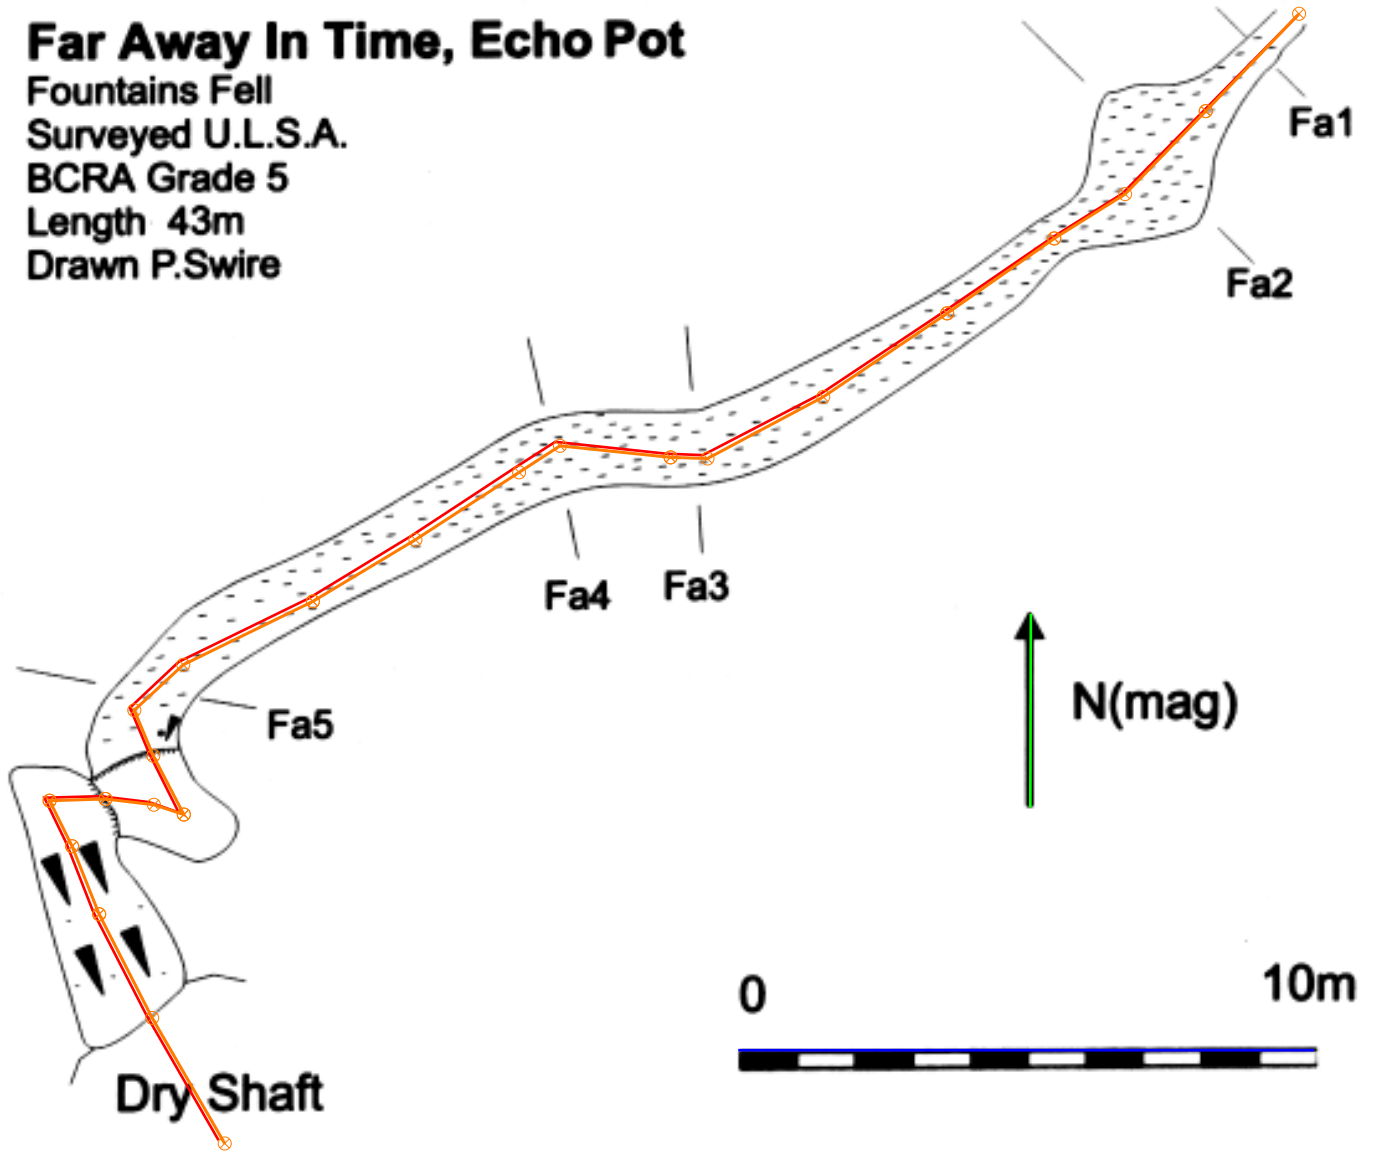 Far Away In Time, Echo Pot
Fountains Fell
Surveyed U.L.S.A.
BCRA Grade 5
Length 43m
Drawn P.Swire
Fa1
Fa2
Fa4
Fa3
N(mag)
Fa5
0
10m
Dry Shaft